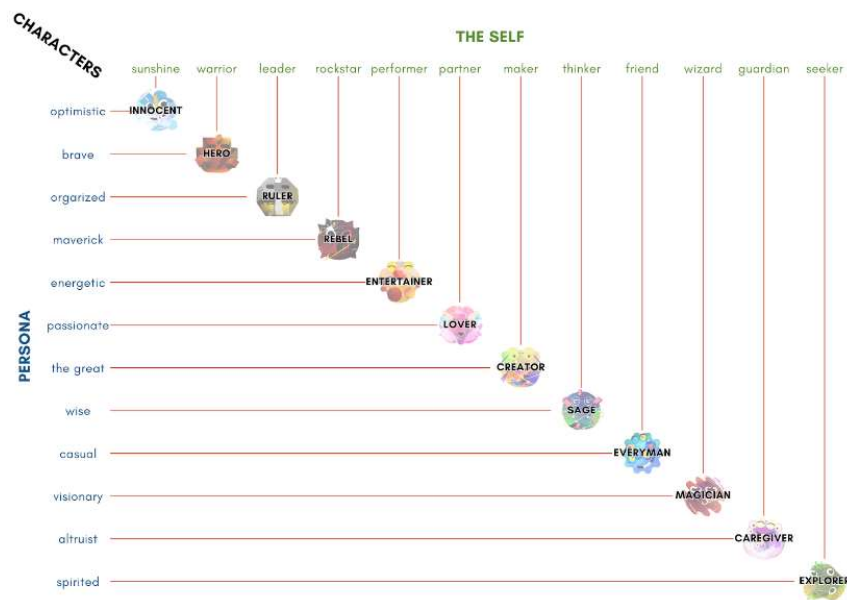 CHARACTERS
THE SELF
sunshine warrior leader rockstar performer partner maker thinker friend wizard guardian seeker
PERSONA
optimistic INNOCENT
brave HERO
organized RULER
maverick REBEL
energetic ENTERTAINER
passionate LOVER
the great CREATOR
wise SAGE
casual EVERYMAN
visionary MAGICIAN
altruist CAREGIVER
spirited EXPLORER